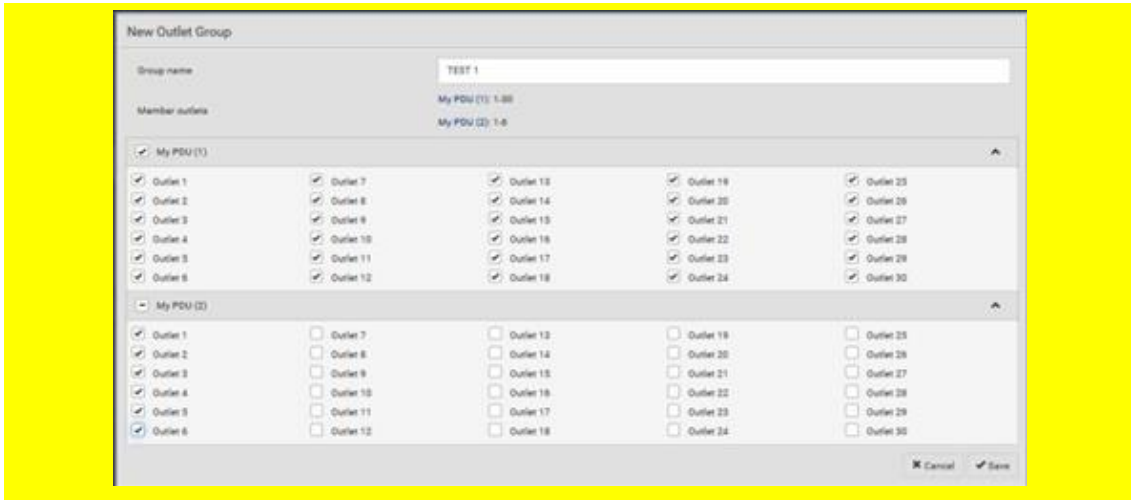 New Outlet Group
Group name TEST 1
Member outlets
My PDU (1): 1-30
My PDU (2): 1-6
My PDU (1)
Outlet 1 Outlet 7 Outlet 13 Outlet 19 Outlet 25
Outlet 2 Outlet 8 Outlet 14 Outlet 20 Outlet 26
Outlet 3 Outlet 9 Outlet 15 Outlet 21 Outlet 27
Outlet 4 Outlet 10 Outlet 16 Outlet 22 Outlet 28
Outlet 5 Outlet 11 Outlet 17 Outlet 23 Outlet 29
Outlet 6 Outlet 12 Outlet 18 Outlet 24 Outlet 30
My PDU (2)
Outlet 1 Outlet 7 Outlet 13 Outlet 19 Outlet 25
Outlet 2 Outlet 8 Outlet 14 Outlet 20 Outlet 26
Outlet 3 Outlet 9 Outlet 15 Outlet 21 Outlet 27
Outlet 4 Outlet 10 Outlet 16 Outlet 22 Outlet 28
Outlet 5 Outlet 11 Outlet 17 Outlet 23 Outlet 29
Outlet 6 Outlet 12 Outlet 18 Outlet 24 Outlet 30
Cancel Save